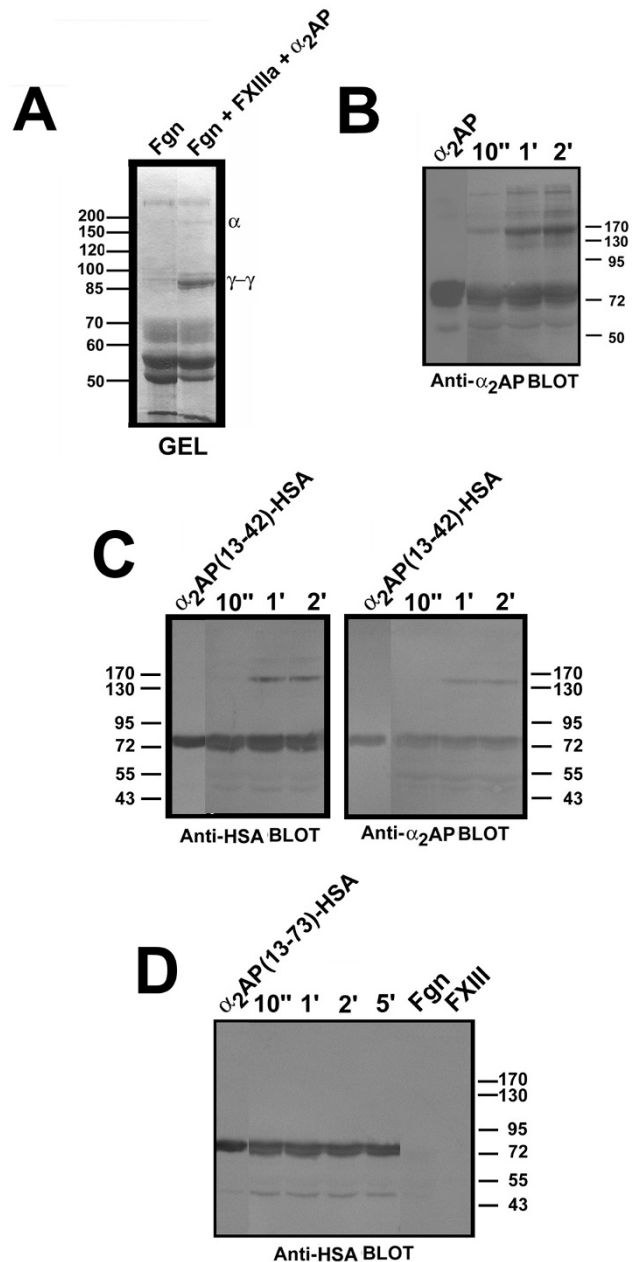 A
Fgn
Fgn + FXIIIa + α2AP
200
150
120
100
85
70
60
50
α
γ–γ
GEL
B
α2AP 10" 1' 2'
170
130
95
72
50
Anti-α2AP BLOT
C
α2AP(13-42)-HSA 10" 1' 2'
170
130
95
72
55
43
Anti-HSA BLOT
α2AP(13-42)-HSA 10" 1' 2'
170
130
95
72
55
43
Anti-α2AP BLOT
D
α2AP(13-73)-HSA 10" 1' 2' 5' Fgn FXIII
170
130
95
72
55
43
Anti-HSA BLOT